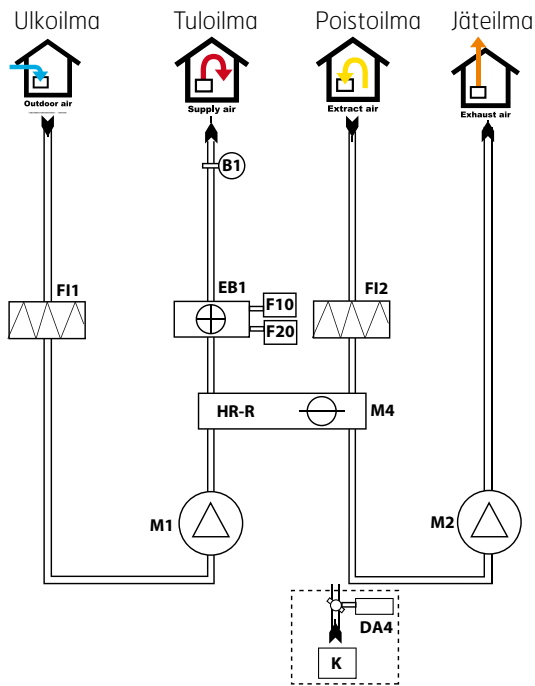 Ulkoilma Tuloilma Poistoilma Jäteilma
Outdoor air
Supply air
Extract air
Exhaust air
B1
FI1
EB1
F10
F20
FI2
HR-R
M4
M1
M2
DA4
K